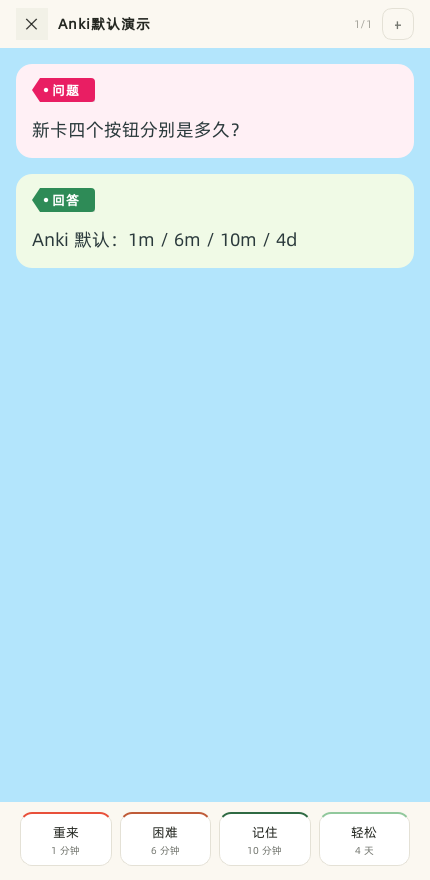 Anki默认演示
1/1
+
问题
新卡四个按钮分别是多久？
回答
Anki 默认：1m / 6m / 10m / 4d
重来
1 分钟
困难
6 分钟
记住
10 分钟
轻松
4 天